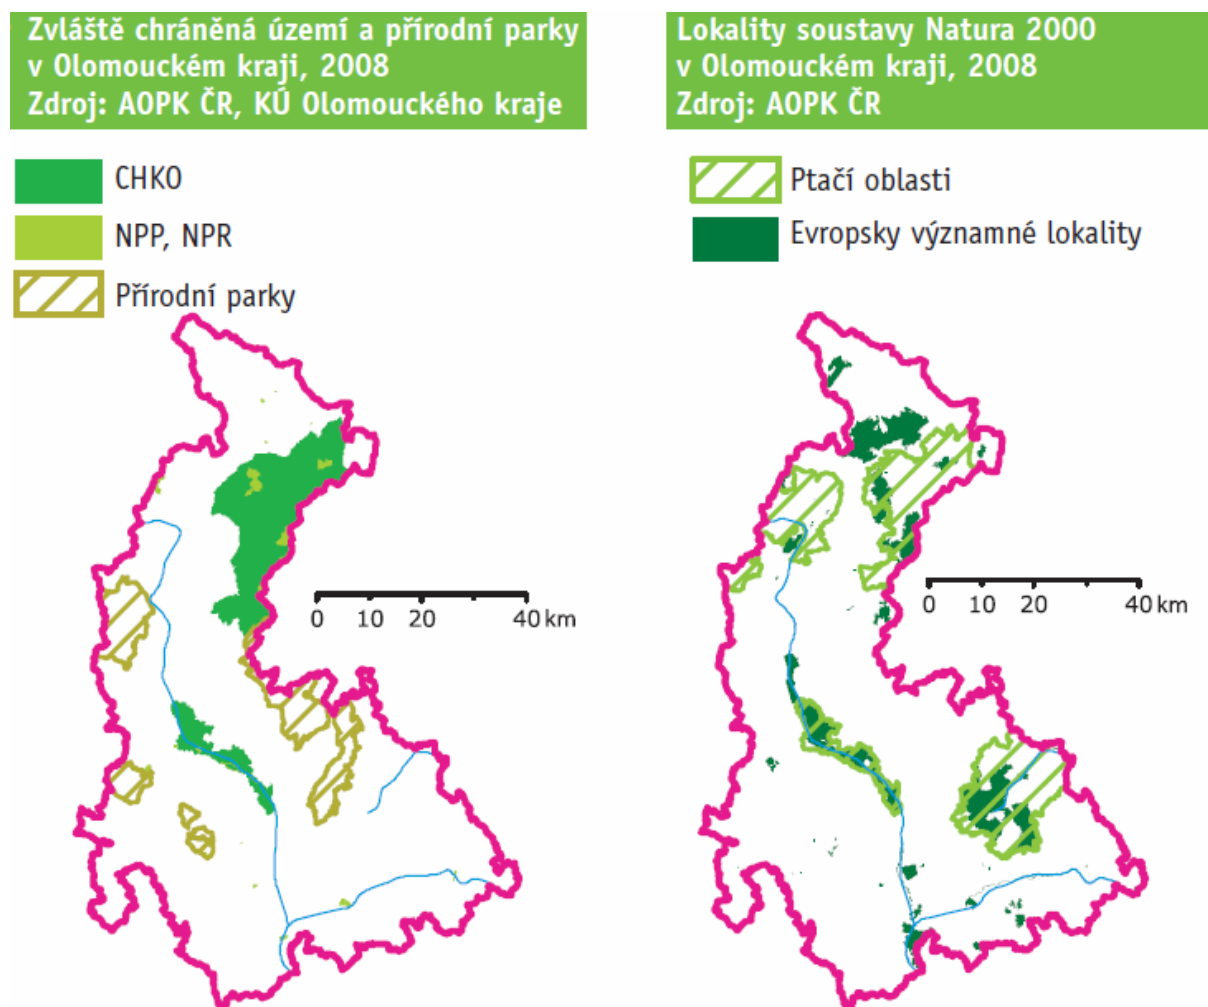 Zvláště chráněná území a přírodní parky
v Olomouckém kraji, 2008
Zdroj: AOPK ČR, KÚ Olomouckého kraje
CHKO
NPP, NPR
Přírodní parky
0 10 20 40 km
Lokality soustavy Natura 2000
v Olomouckém kraji, 2008
Zdroj: AOPK ČR
Ptačí oblasti
Evropsky významné lokality
0 10 20 40 km